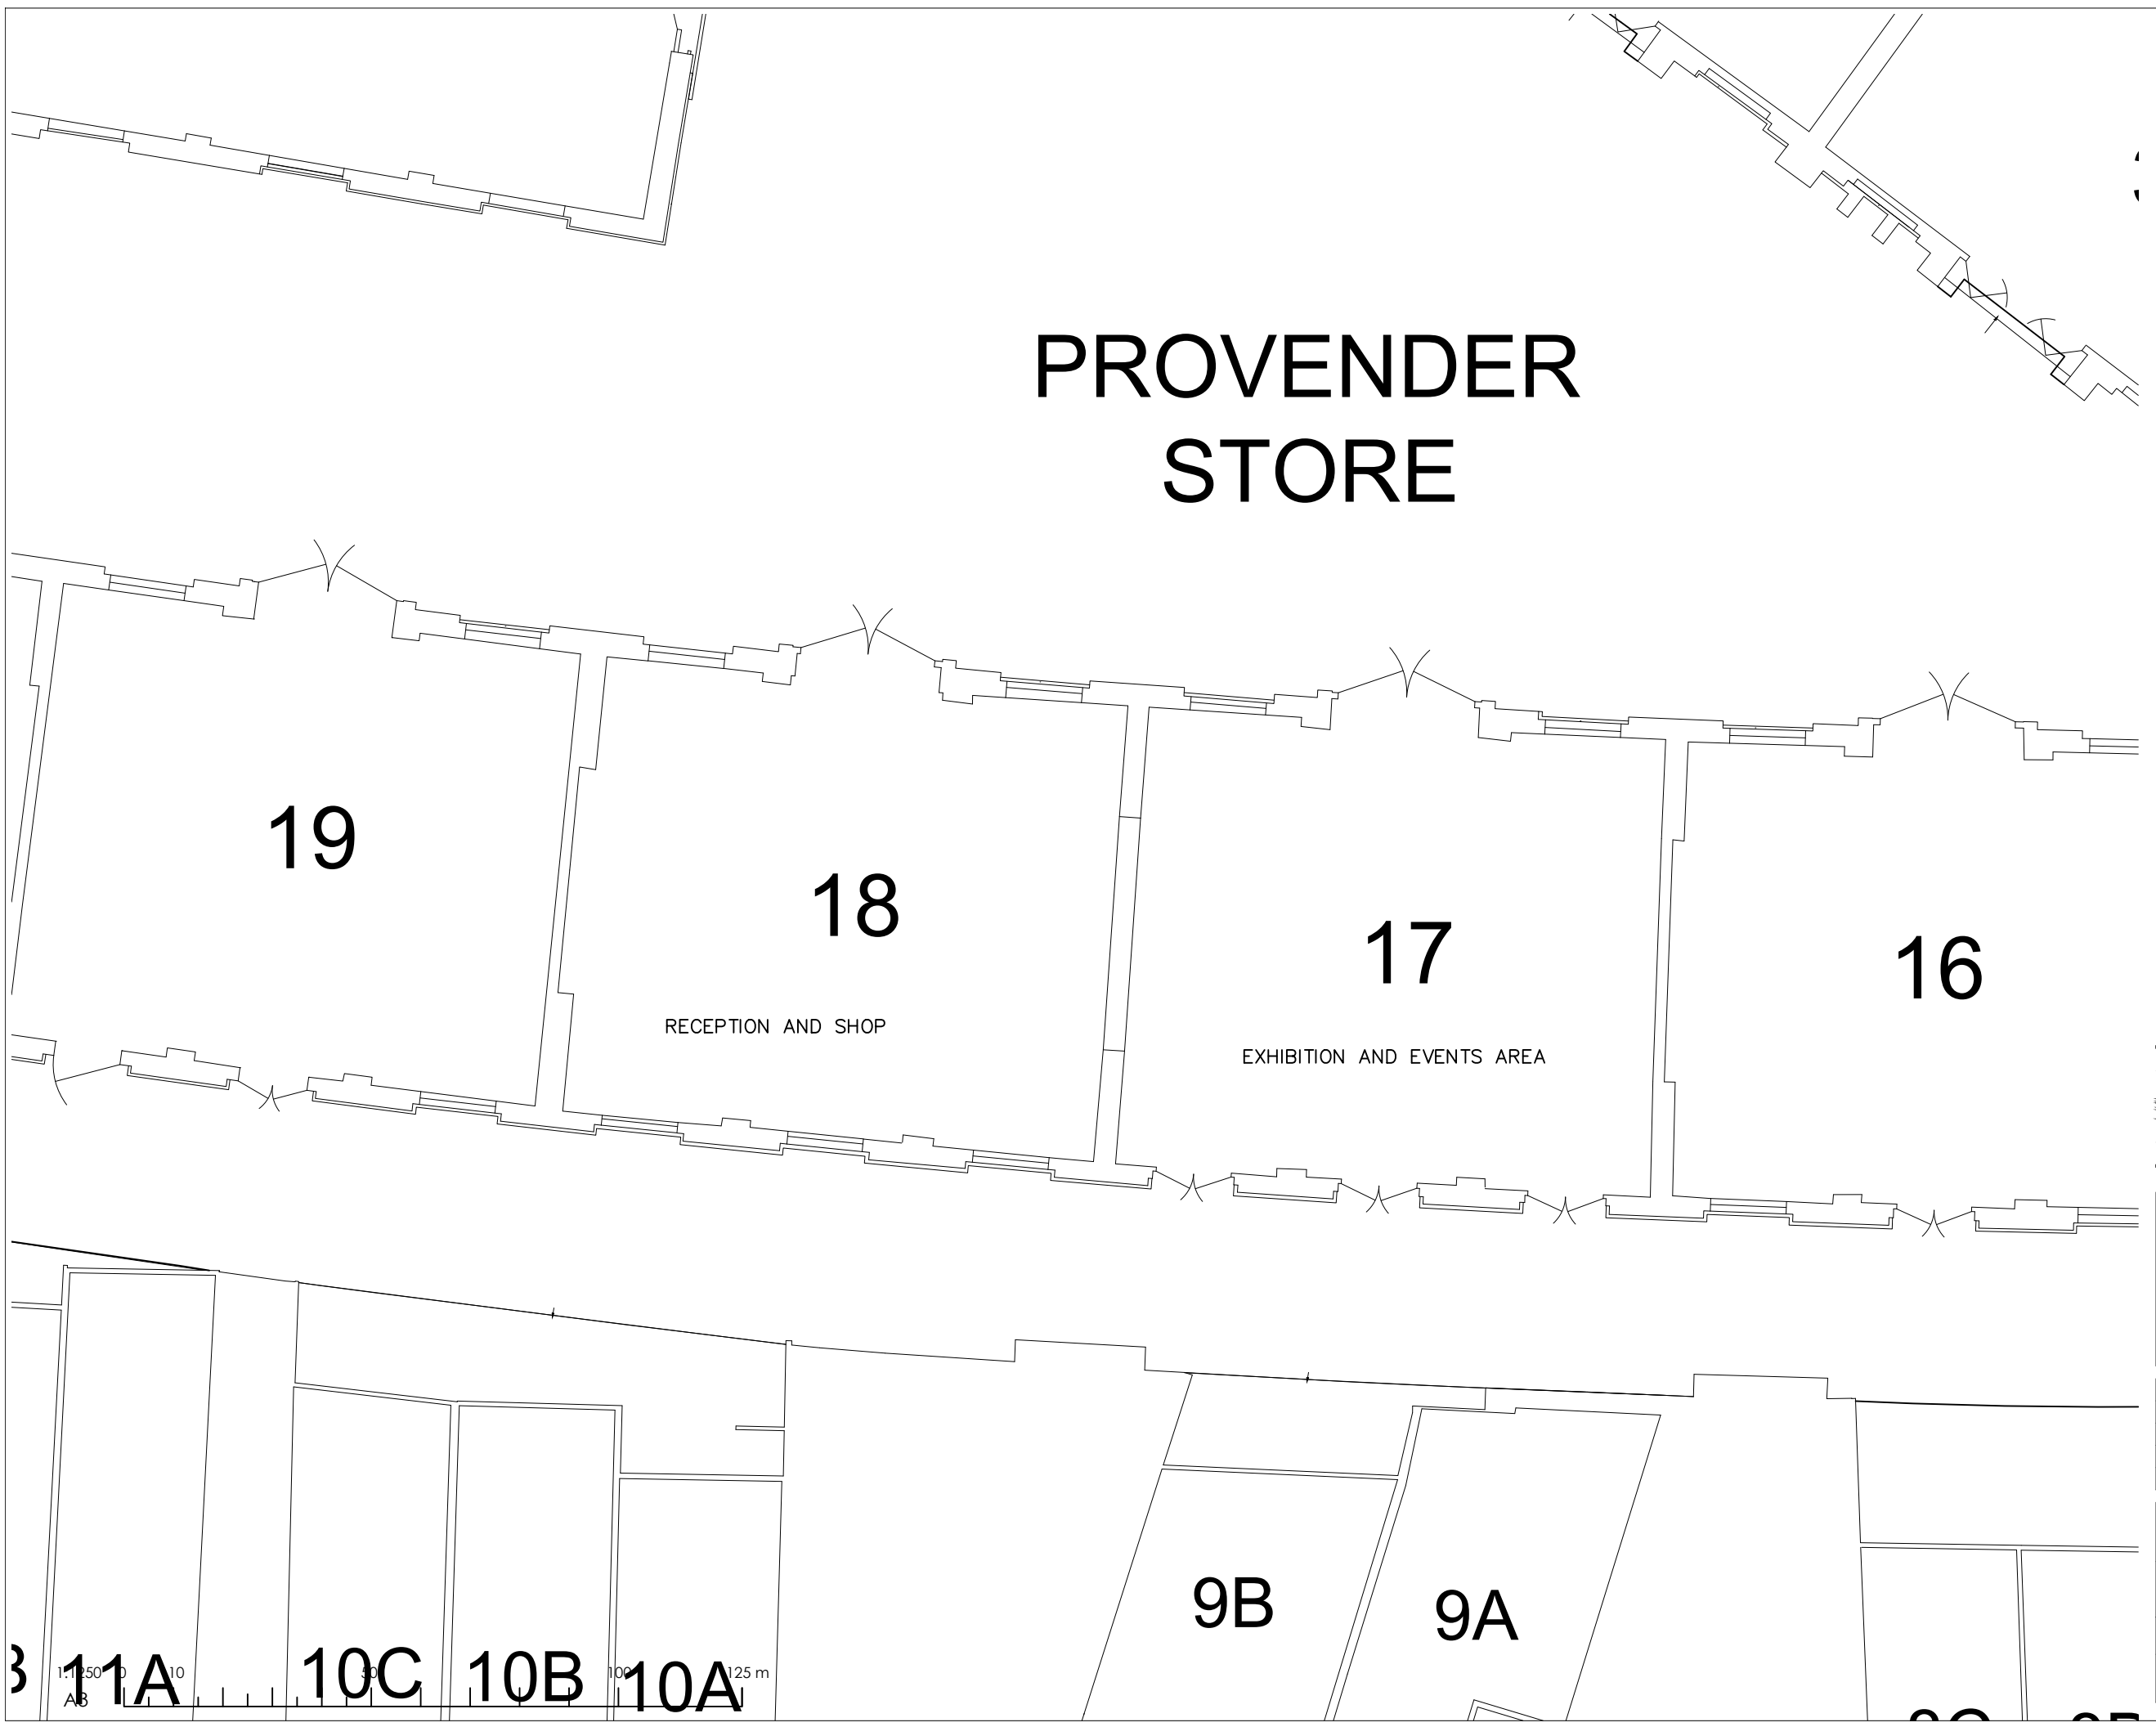 PROVENDER
STORE
19
18
17
16
RECEPTION AND SHOP
EXHIBITION AND EVENTS AREA
9B
9A
11A
10C
10B
10A
1:1250 0 10 50 100 125 m
A3